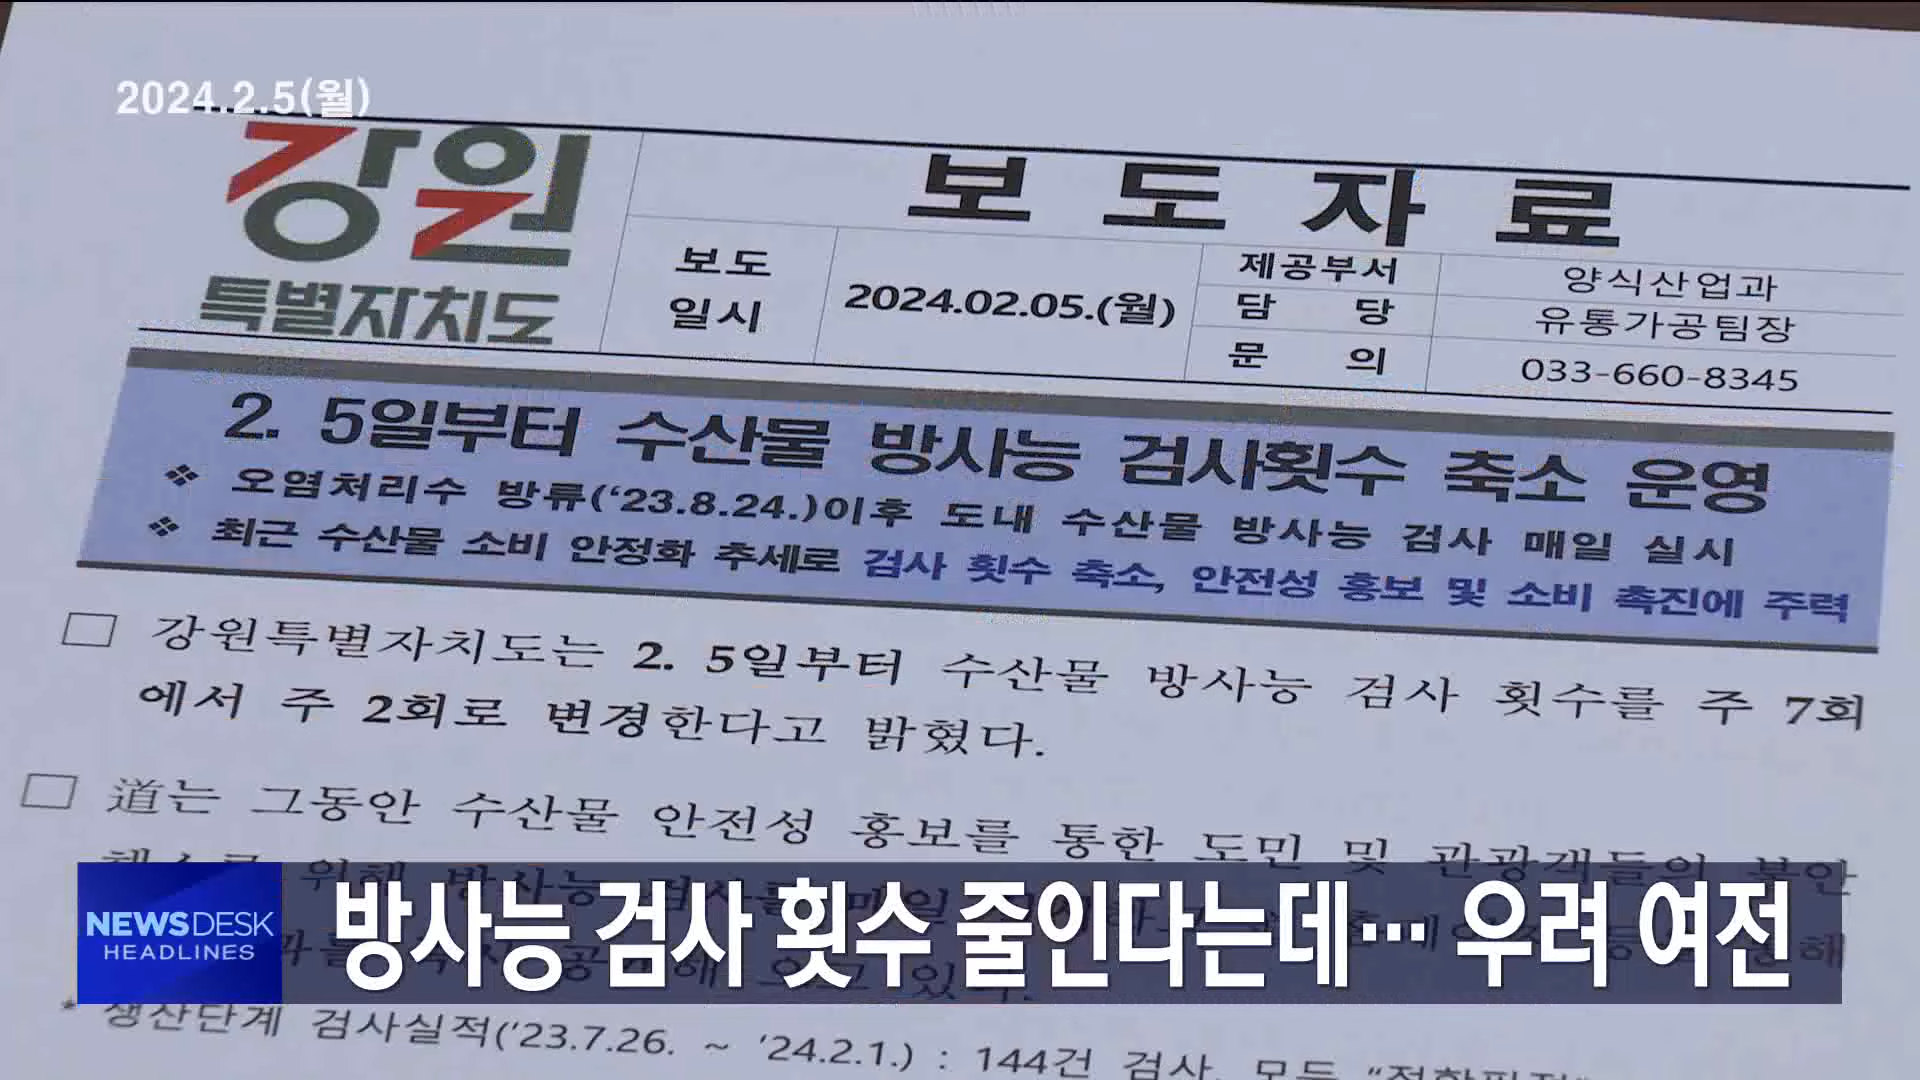 2024.2.5(월)
강원
특별자치도
보도자료
보도
일시
2024.02.05.(월)
제공부서
양식산업과
담 당
유통가공팀장
문 의
033-660-8345
2. 5일부터 수산물 방사능 검사횟수 축소 운영
❖ 오염처리수 방류(‘23.8.24.)이후 도내 수산물 방사능 검사 매일 실시
❖ 최근 수산물 소비 안정화 추세로 검사 횟수 축소, 안전성 홍보 및 소비 촉진에 주력
□ 강원특별자치도는 2. 5일부터 수산물 방사능 검사 횟수를 주 7회
에서 주 2회로 변경한다고 밝혔다.
□ 道는 그동안 수산물 안전성 홍보를 통한 도민 및 관광객들의 불안
NEWSDESK
HEADLINES
방사능 검사 횟수 줄인다는데… 우려 여전
* 생산단계 검사실적(’23.7.26. ~ ’24.2.1.) : 144건 검사, 모두